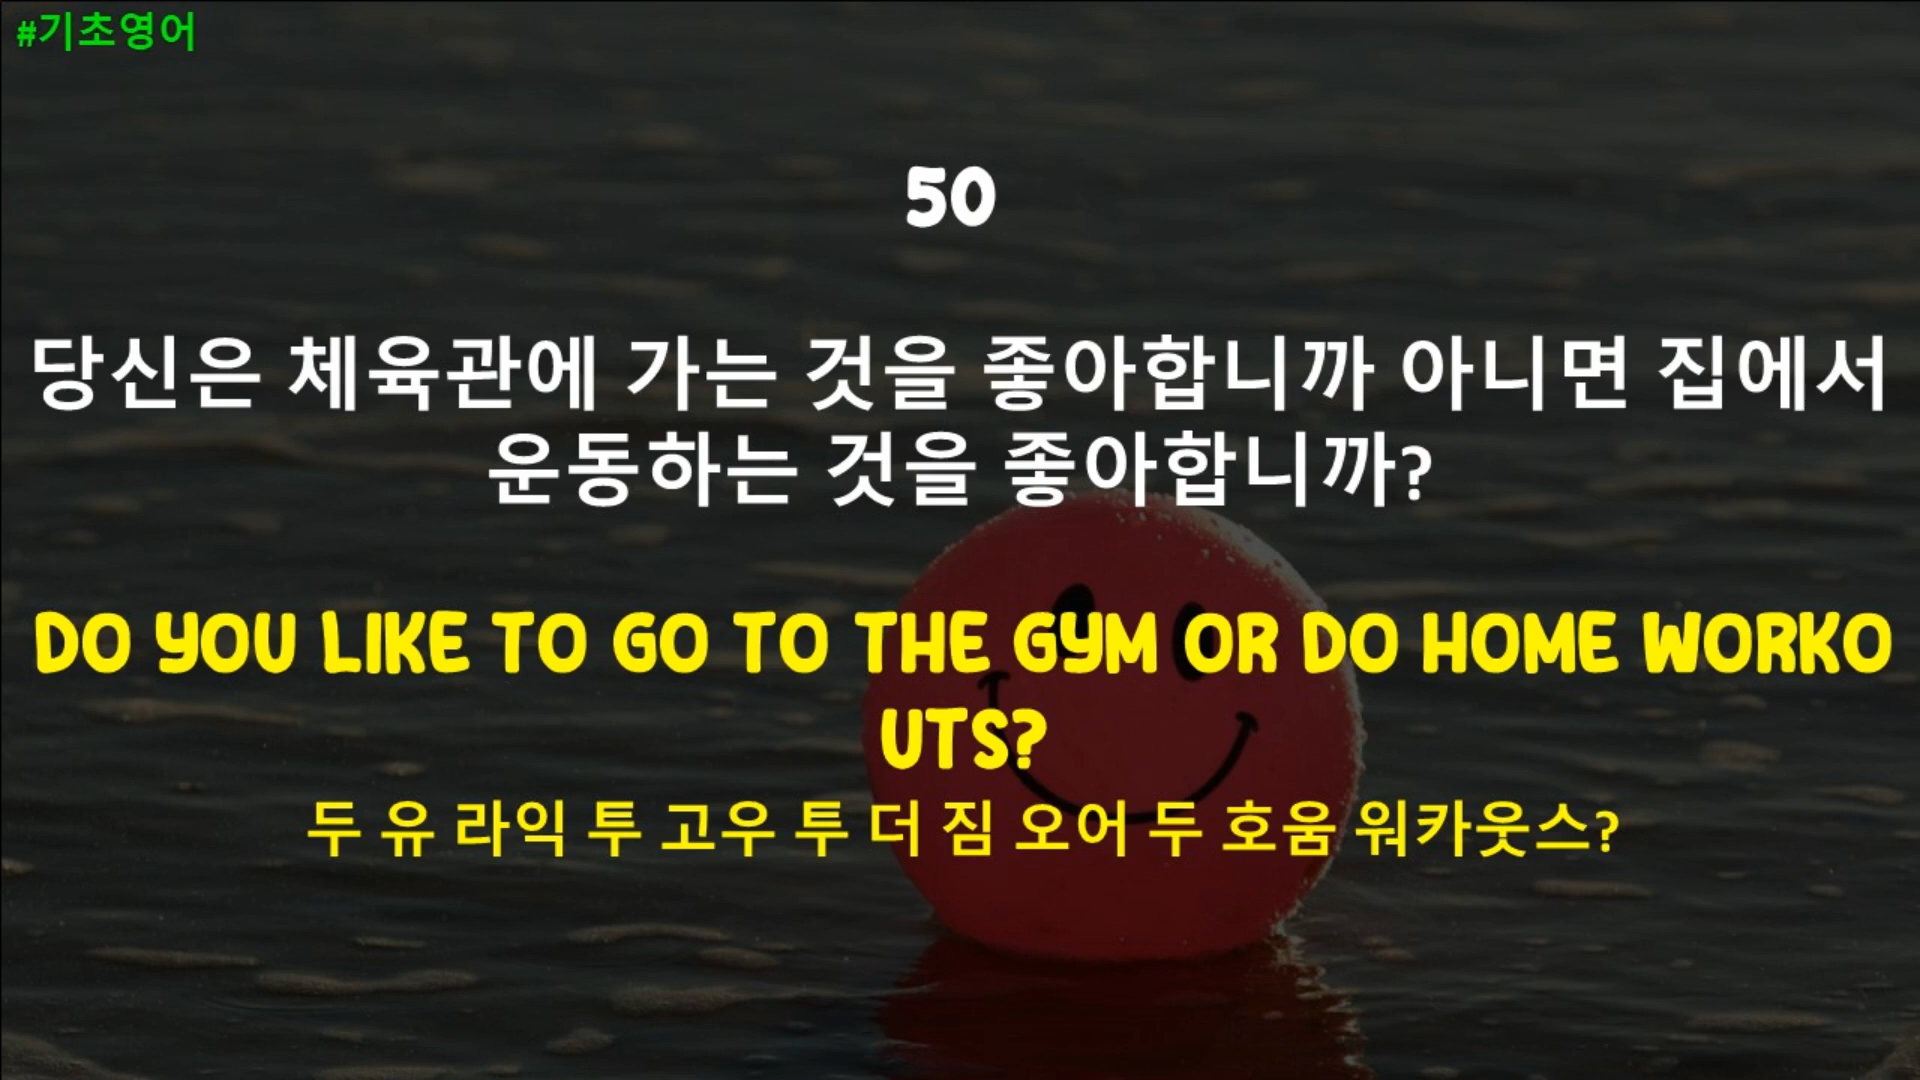 #기초영어
50
당신은 체육관에 가는 것을 좋아합니까 아니면 집에서
운동하는 것을 좋아합니까?
DO YOU LIKE TO GO TO THE GYM OR DO HOME WORKO
UTS?
두 유 라익 투 고우 투 더 짐 오어 두 호움 워카웃스?